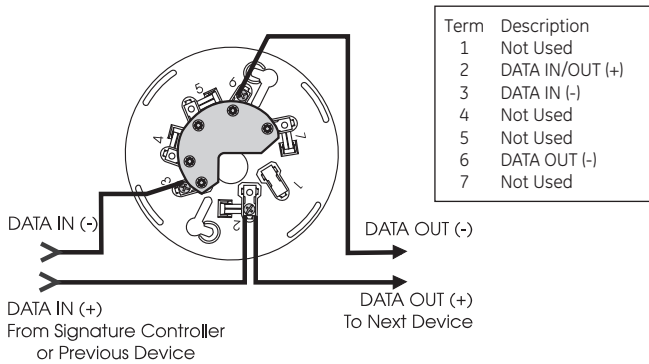 Term Description
1 Not Used
2 DATA IN/OUT (+)
3 DATA IN (-)
4 Not Used
5 Not Used
6 DATA OUT (-)
7 Not Used
6
5
4
7
3
1
2
DATA IN (-)
DATA OUT (-)
DATA IN (+)
From Signature Controller
or Previous Device
DATA OUT (+)
To Next Device